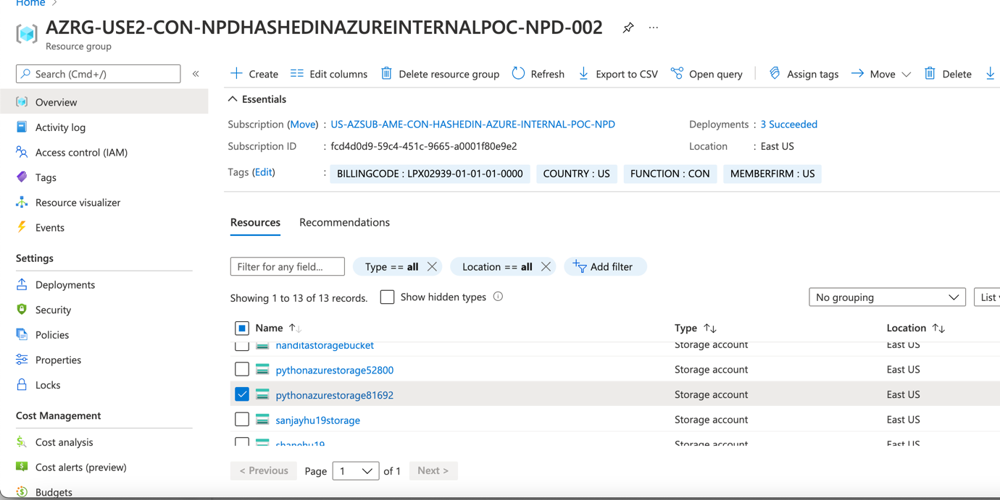 Home >
AZRG-USE2-CON-NPDHASHEDINAZUREINTERNALPOC-NPD-002 ...
Resource group
Search (Cmd+/) «
Overview
Activity log
Access control (IAM)
Tags
Resource visualizer
Events
Settings
Deployments
Security
Policies
Properties
Locks
Cost Management
Cost analysis
Cost alerts (preview)
Budgets
Create Edit columns Delete resource group Refresh Export to CSV Open query Assign tags Move Delete
Essentials
Subscription (Move) : US-AZSUB-AME-CON-HASHEDIN-AZURE-INTERNAL-POC-NPD Deployments : 3 Succeeded
Subscription ID : fcd4d0d9-59c4-451c-9665-a0001f80e9e2 Location : East US
Tags (Edit) : BILLINGCODE : LPX02939-01-01-01-0000 COUNTRY : US FUNCTION : CON MEMBERFIRM : US
Resources Recommendations
Filter for any field... Type == all Location == all Add filter
Showing 1 to 13 of 13 records. Show hidden types No grouping List
Name Type Location
nanditastoragebucket Storage account East US
pythonazurestorage52800 Storage account East US
pythonazurestorage81692 Storage account East US
sanjayhu19storage Storage account East US
shanehu19 Storage account East US
< Previous Page 1 of 1 Next >